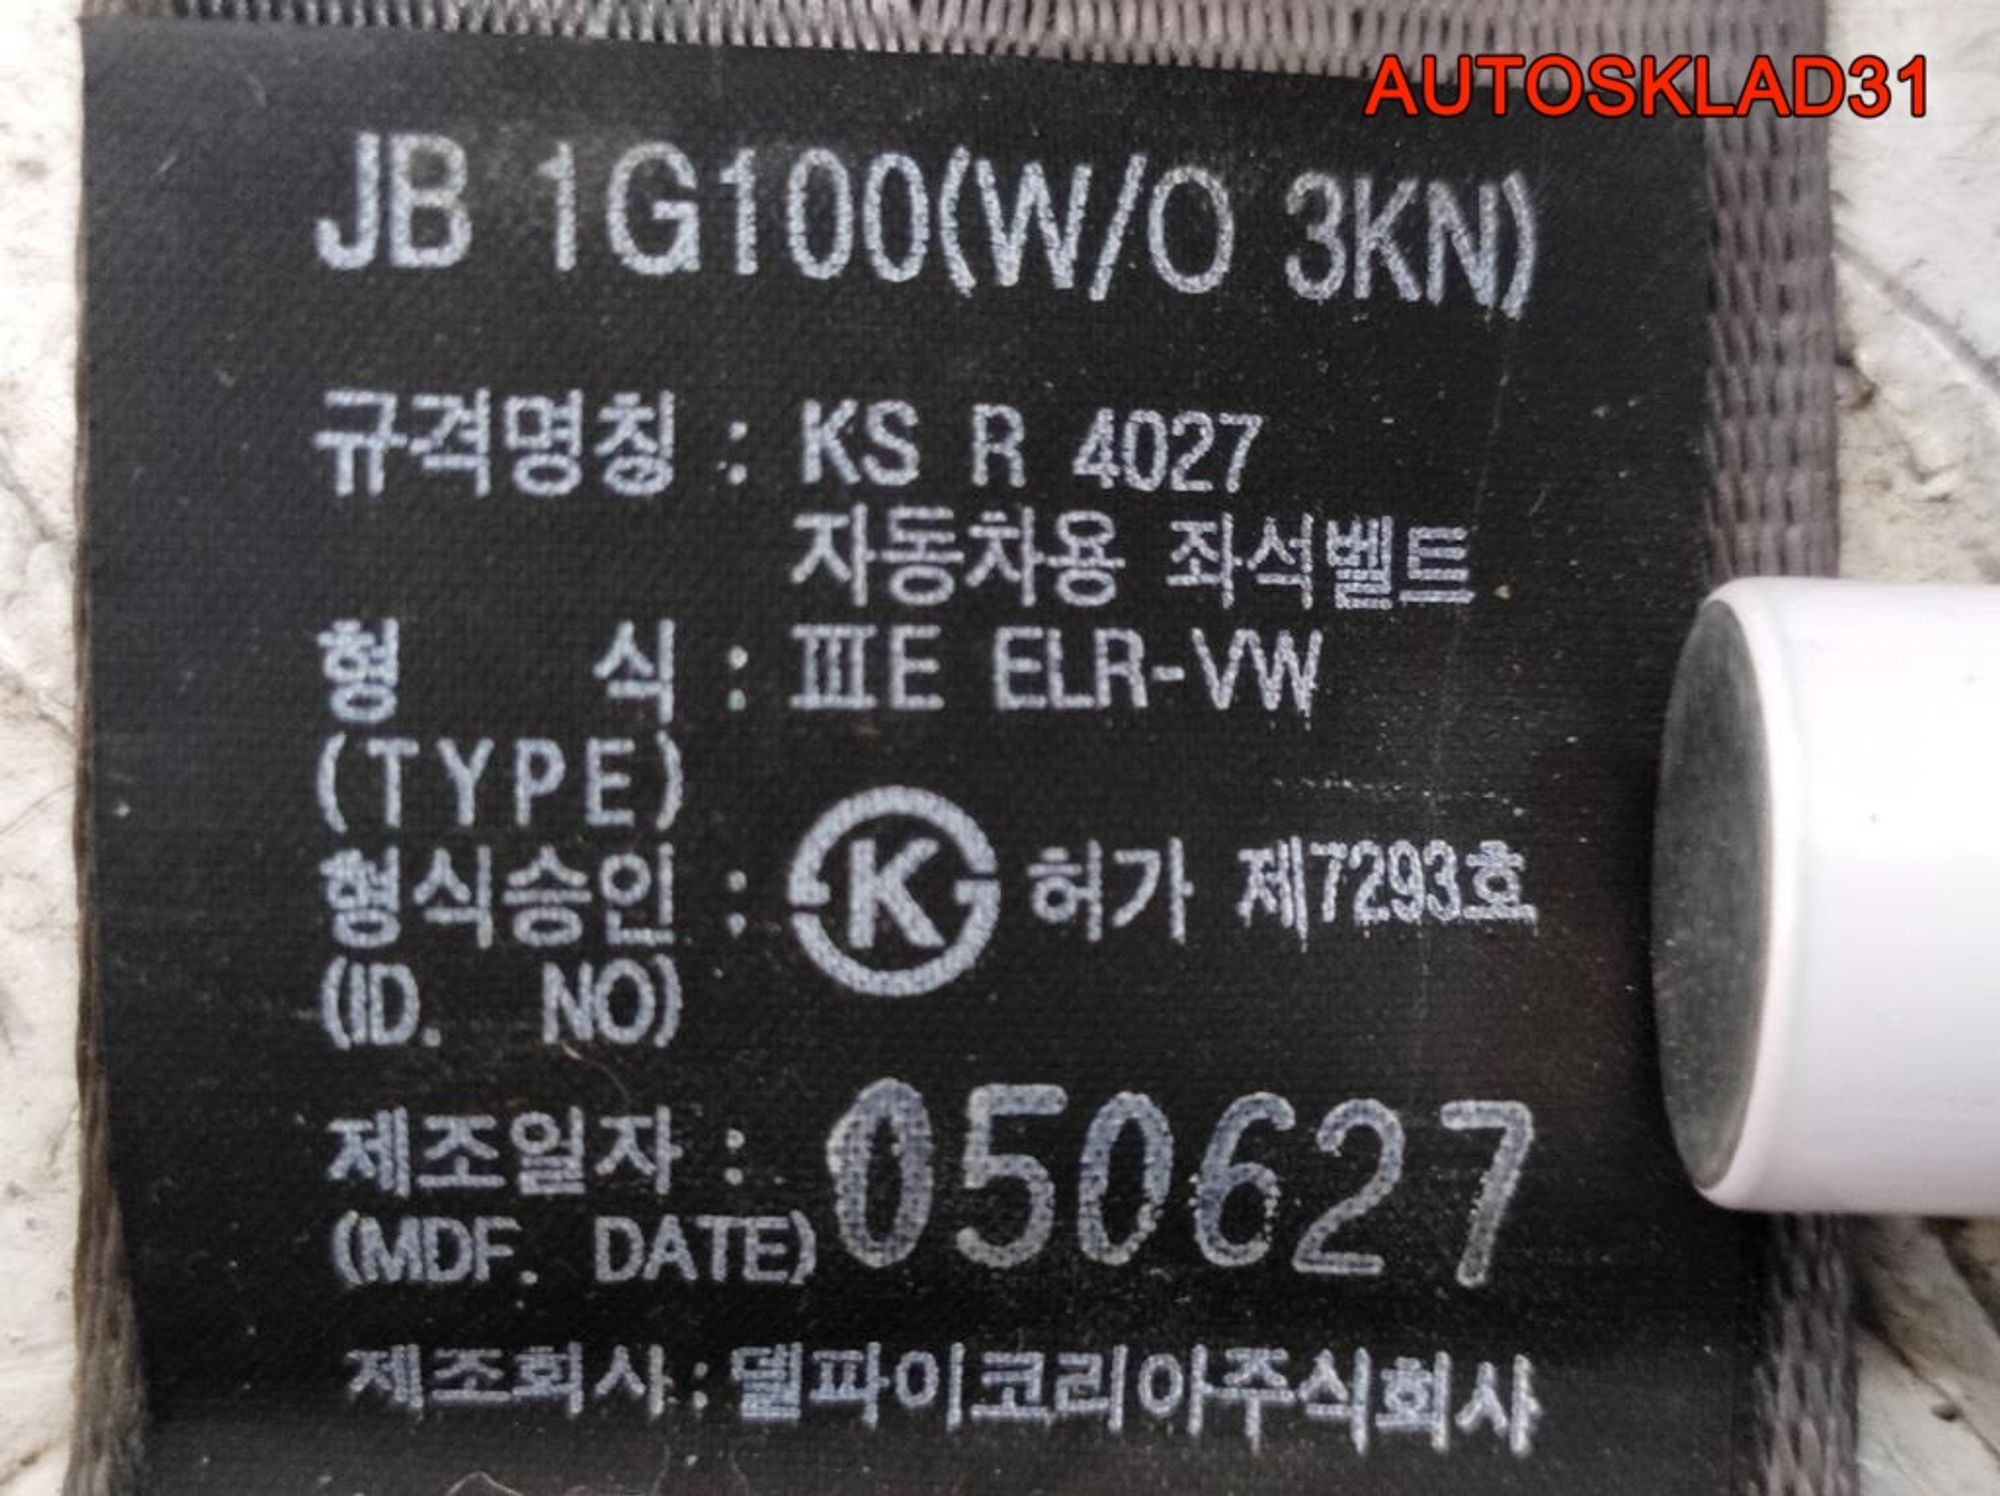 AUTOSKLAD31
JB 1G100(W/O 3KN)
규격명칭 : KS R 4027
자동차용 좌석벨트
형 식 : ⅢE ELR-VW
(TYPE)
형식승인 : K 허가 제7293호
(ID. NO)
제조일자 : 050627
(MDF. DATE)
제조회사 : 델파이코리아주식회사